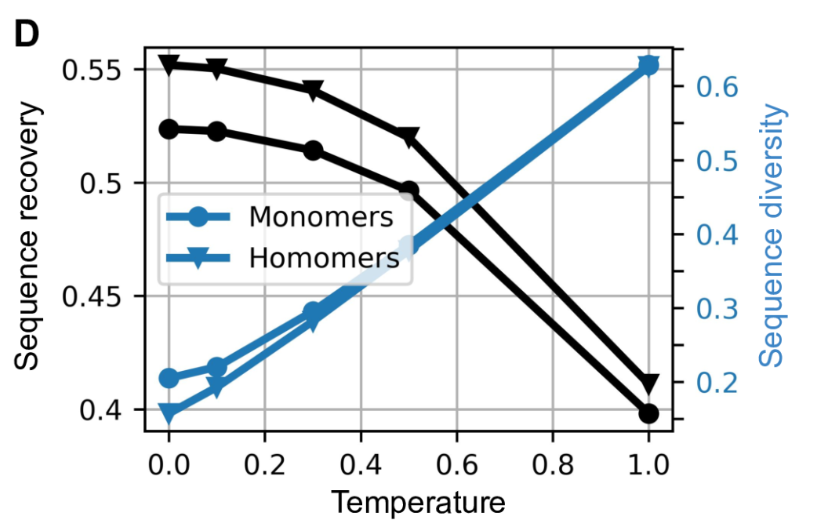 D
Sequence recovery
0.55
0.5
0.45
0.4
Monomers
Homomers
0.6
0.5
0.4
0.3
0.2
Sequence diversity
0.0 0.2 0.4 0.6 0.8 1.0
Temperature